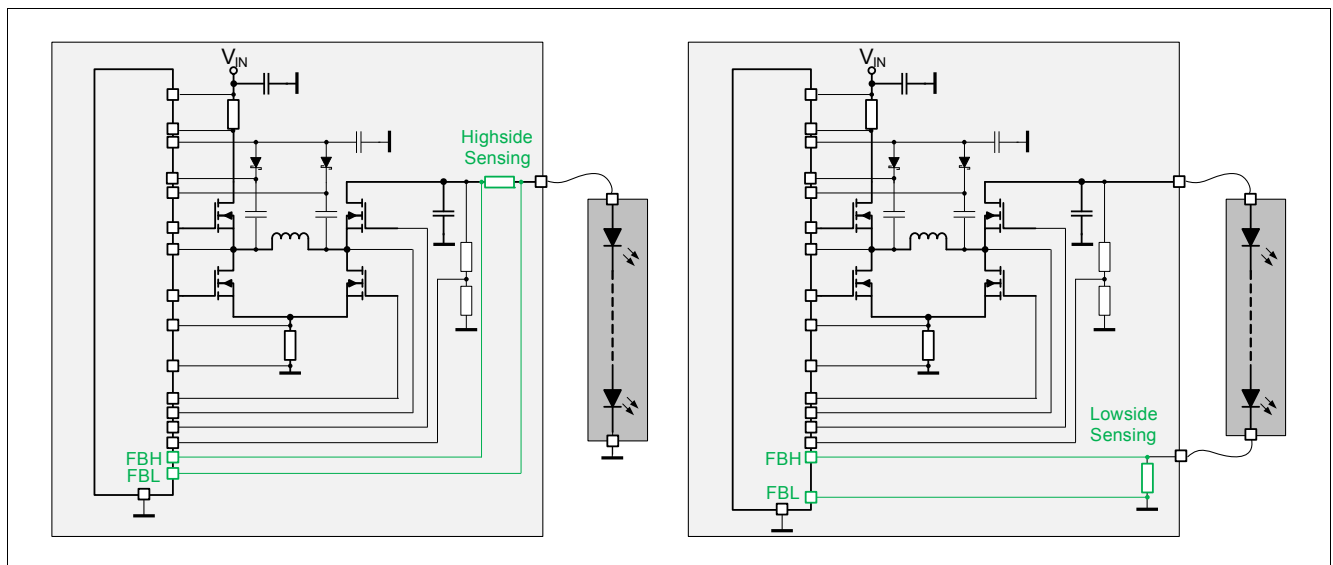 VIN
Highside
Sensing
FBH
FBL
VIN
Lowside
Sensing
FBH
FBL